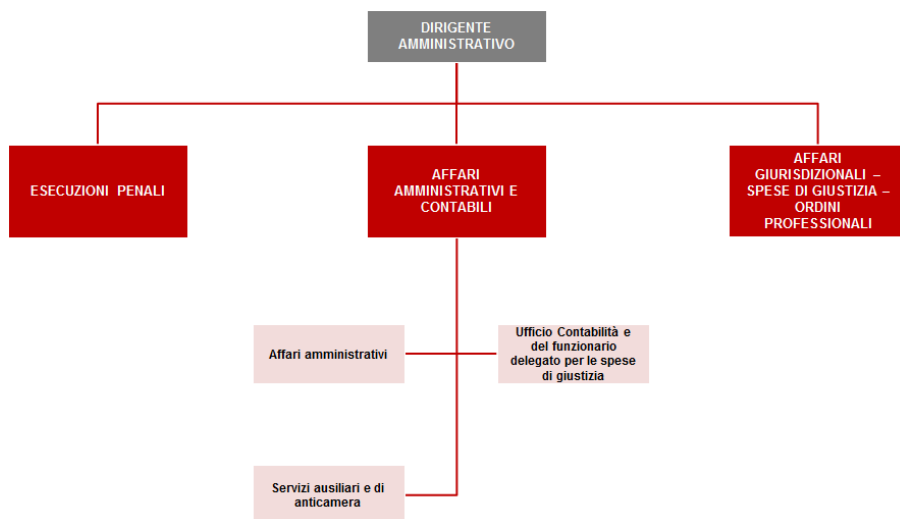 DIRIGENTE
AMMINISTRATIVO
ESECUZIONI PENALI
AFFARI
AMMINISTRATIVI E
CONTABILI
AFFARI
GIURISDIZIONALI –
SPESE DI GIUSTIZIA –
ORDINI
PROFESSIONALI
Affari amministrativi
Ufficio Contabilità e
del funzionario
delegato per le spese
di giustizia
Servizi ausiliari e di
anticamera